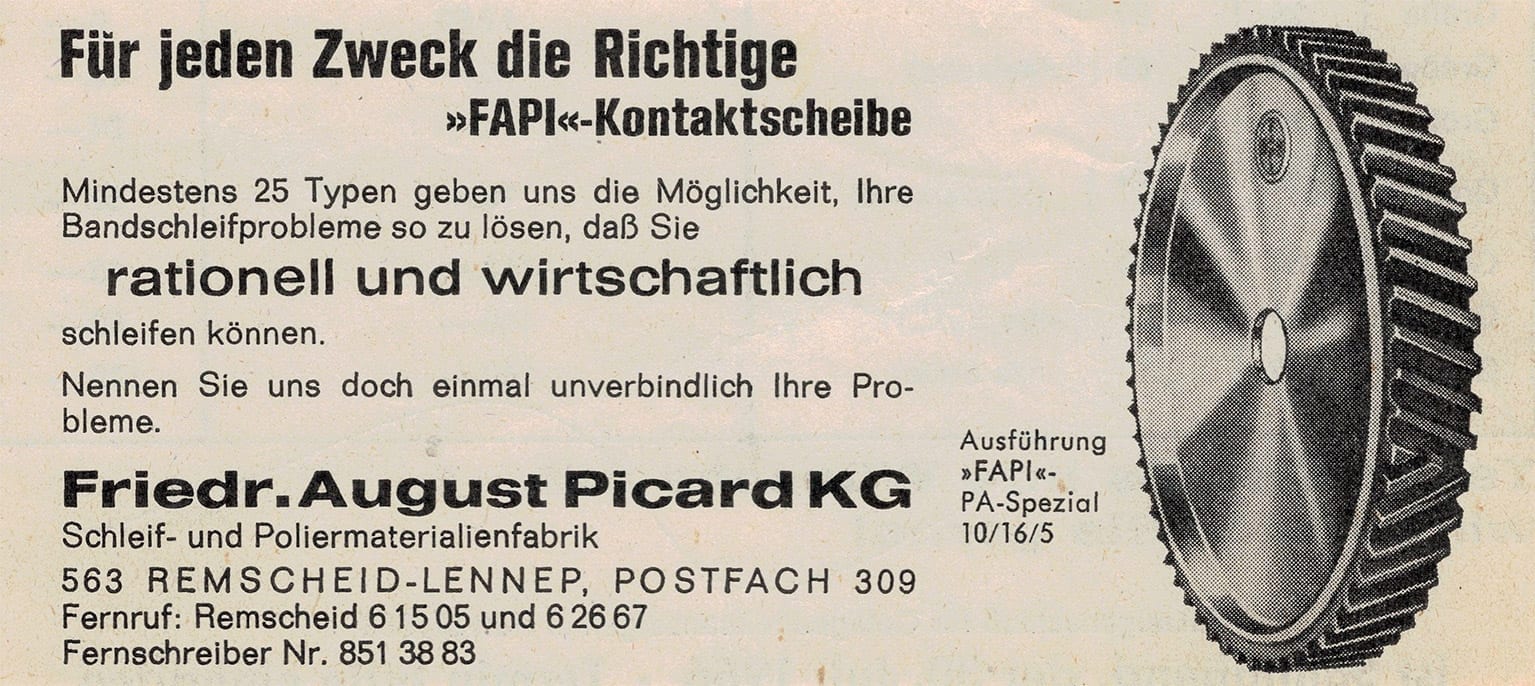 Für jeden Zweck die Richtige
»FAPI«-Kontaktscheibe
Mindestens 25 Typen geben uns die Möglichkeit, Ihre
Bandschleifprobleme so zu lösen, daß Sie
rationell und wirtschaftlich
schleifen können.
Nennen Sie uns doch einmal unverbindlich Ihre Pro-
bleme.
Friedr. August Picard KG
Schleif- und Poliermaterialienfabrik
563 REMSCHEID-LENNEP, POSTFACH 309
Fernruf: Remscheid 6 15 05 und 6 26 67
Fernschreiber Nr. 851 38 83
Ausführung
»FAPI«-
PA-Spezial
10/16/5